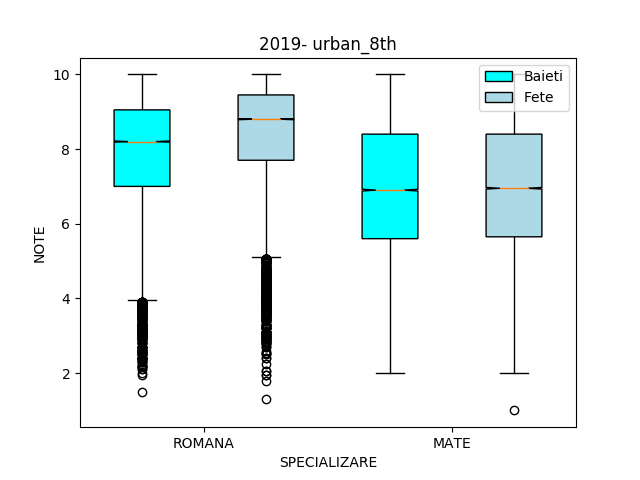 2019- urban_8th
Baieti
Fete
10
8
6
4
2
NOTE
ROMANA
MATE
SPECIALIZARE